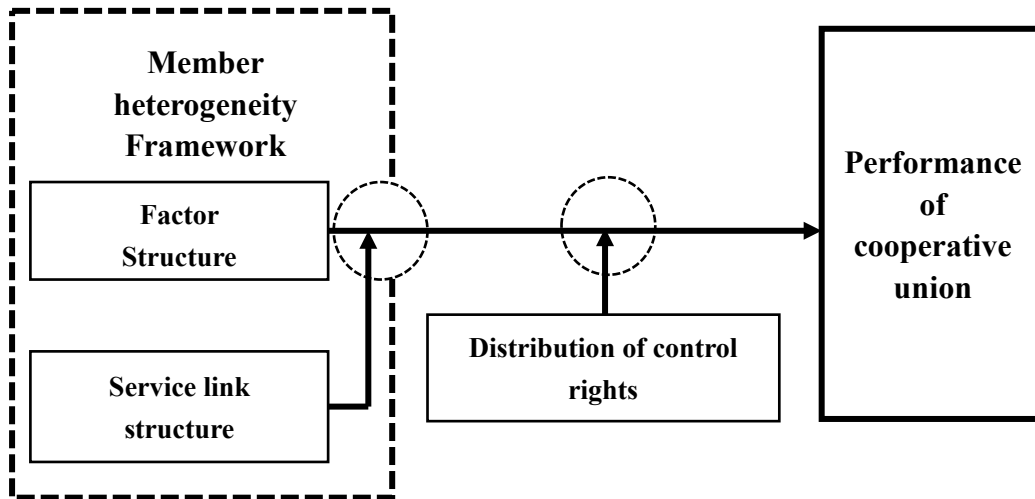 Member
heterogeneity
Framework
Factor
Structure
Service link
structure
Distribution of control
rights
Performance
of
cooperative
union